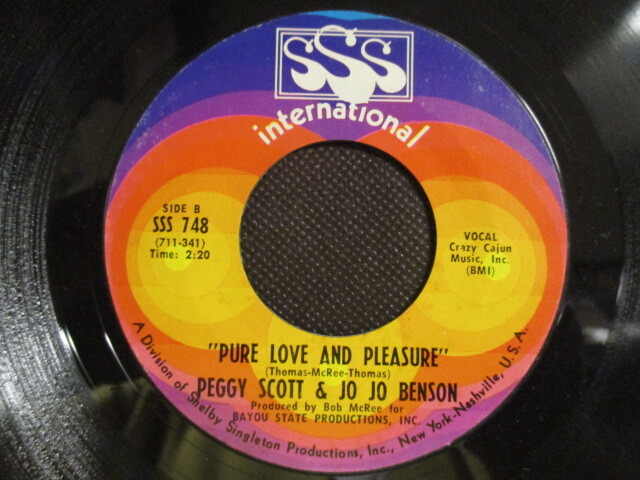 SSS
international
SIDE B
SSS 748
(711-341)
Time: 2:20
VOCAL
Crazy Cajun
Music, Inc.
(BMI)
"PURE LOVE AND PLEASURE"
(Thomas-McRee-Thomas)
PEGGY SCOTT & JO JO BENSON
Produced by Bob McRee for
BAYOU STATE PRODUCTIONS, INC.
A Division of Shelby Singleton Productions, Inc., New York-Nashville, U.S.A.